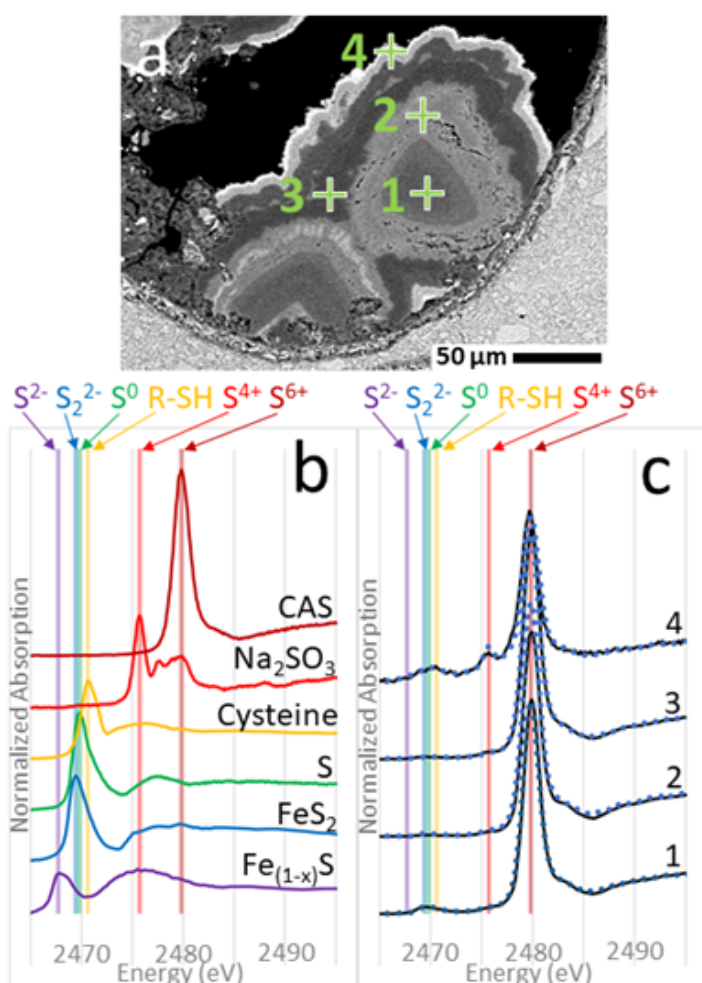 a
4
2
3
1
50 µm
S²⁻ S₂²⁻ S⁰ R-SH S⁴⁺ S⁶⁺
S²⁻ S₂²⁻ S⁰ R-SH S⁴⁺ S⁶⁺
b
Normalized Absorption
CAS
Na₂SO₃
Cysteine
S
FeS₂
Fe₍₁₋ₓ₎S
2470 2480 2490
Energy (eV)
c
Normalized Absorption
4
3
2
1
2470 2480 2490
Energy (eV)